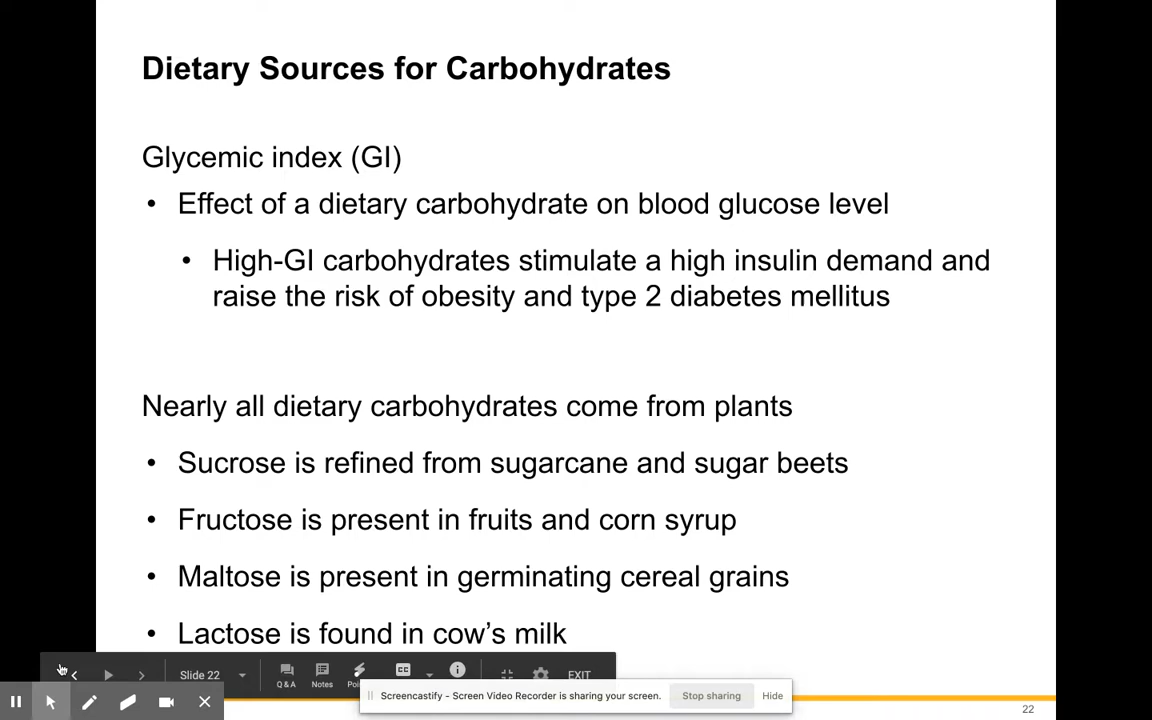 Dietary Sources for Carbohydrates
Glycemic index (GI)
• Effect of a dietary carbohydrate on blood glucose level
• High-GI carbohydrates stimulate a high insulin demand and
raise the risk of obesity and type 2 diabetes mellitus
Nearly all dietary carbohydrates come from plants
• Sucrose is refined from sugarcane and sugar beets
• Fructose is present in fruits and corn syrup
• Maltose is present in germinating cereal grains
• Lactose is found in cow's milk
Slide 22
Q & A
Notes
CC
EXIT
Screencastify - Screen Video Recorder is sharing your screen.
Stop sharing
Hide
22